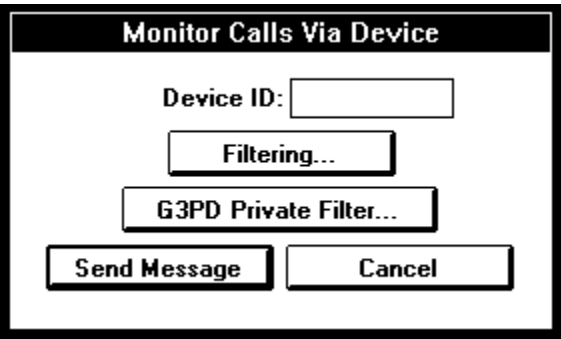 Monitor Calls Via Device
Device ID:
Filtering...
G3PD Private Filter...
Send Message Cancel